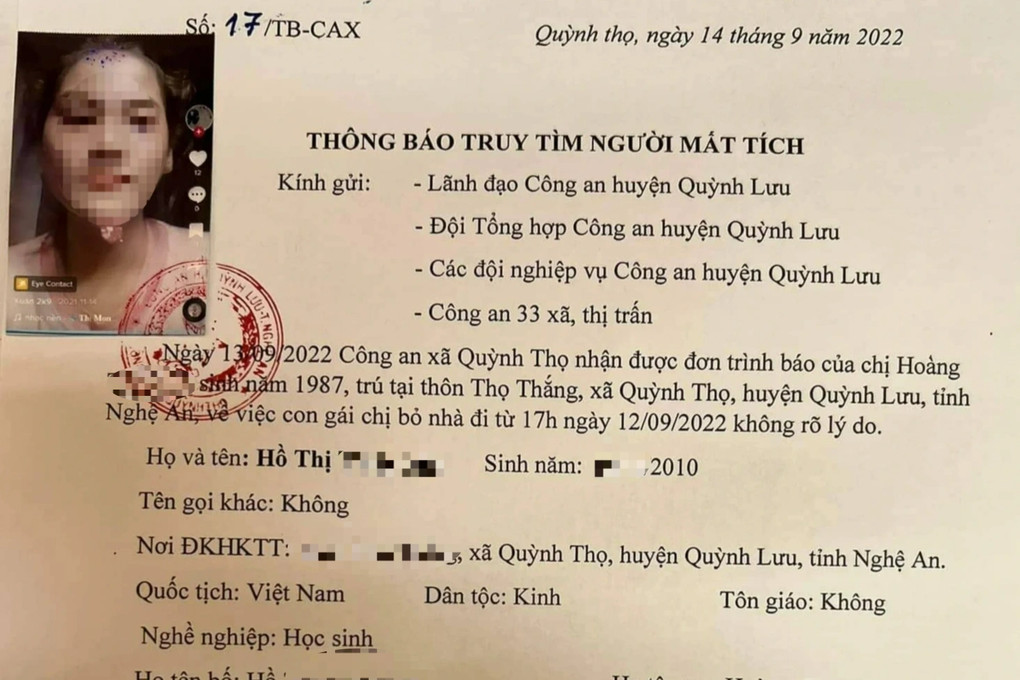 Số: 17/TB-CAX
Quỳnh thọ, ngày 14 tháng 9 năm 2022
THÔNG BÁO TRUY TÌM NGƯỜI MẤT TÍCH
Kính gửi: - Lãnh đạo Công an huyện Quỳnh Lưu
- Đội Tổng hợp Công an huyện Quỳnh Lưu
- Các đội nghiệp vụ Công an huyện Quỳnh Lưu
- Công an 33 xã, thị trấn
Eye Contact
Ngày 13/09/2022 Công an xã Quỳnh Thọ nhận được đơn trình báo của chị Hoàng
sinh năm 1987, trú tại thôn Thọ Thắng, xã Quỳnh Thọ, huyện Quỳnh Lưu, tỉnh
Nghệ An, về việc con gái chị bỏ nhà đi từ 17h ngày 12/09/2022 không rõ lý do.
Họ và tên: Hồ Thị Sinh năm: 2010
Tên gọi khác: Không
Nơi ĐKHKTT: , xã Quỳnh Thọ, huyện Quỳnh Lưu, tỉnh Nghệ An.
Quốc tịch: Việt Nam Dân tộc: Kinh Tôn giáo: Không
Nghề nghiệp: Học sinh
Họ tên bố: Hồ